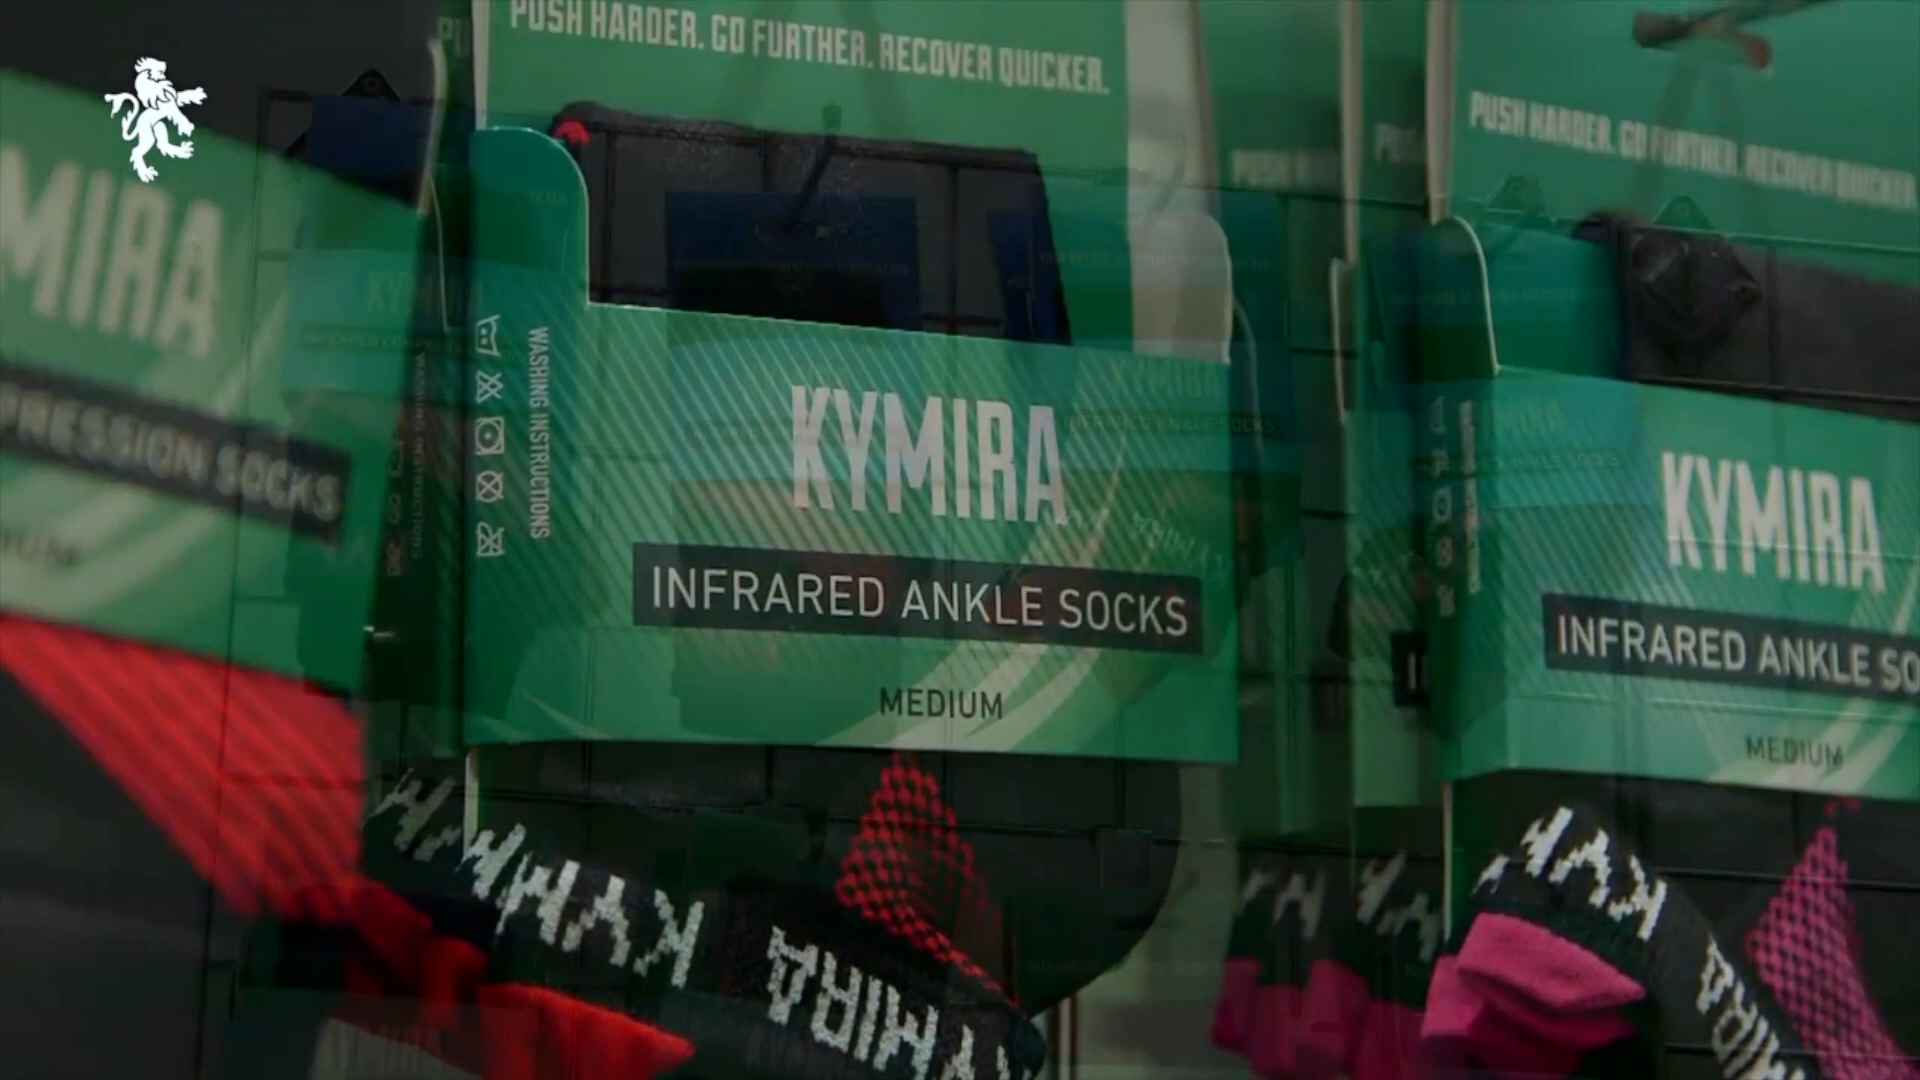 PUSH HARDER. GO FURTHER. RECOVER QUICKER.
PUSH HARDER. GO FURTHER. RECOVER QUICKER.
MIRA
PRESSION SOCKS
WASHING INSTRUCTIONS
KYMIRA
INFRARED ANKLE SOCKS
MEDIUM
KYMIRA
INFRARED ANKLE SO
MEDIUM
KYMIRA
KYMIRA